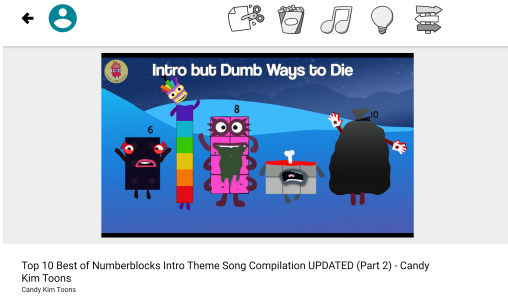 Intro but Dumb Ways to Die
8
6
10
Top 10 Best of Numberblocks Intro Theme Song Compilation UPDATED (Part 2) - Candy
Kim Toons
Candy Kim Toons